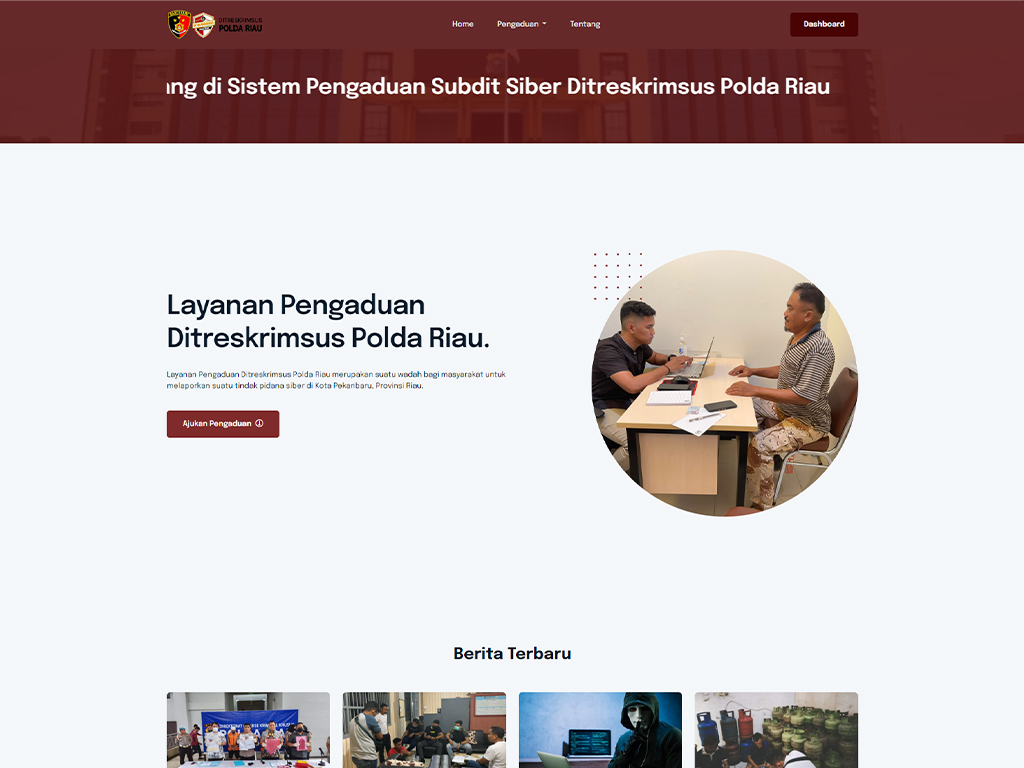 DITRESKRIMSUS
POLDA RIAU
Home
Pengaduan
Tentang
Dashboard
ang di Sistem Pengaduan Subdit Siber Ditreskrimsus Polda Riau
Layanan Pengaduan
Ditreskrimsus Polda Riau.
Layanan Pengaduan Ditreskrimsus Polda Riau merupakan suatu wadah bagi masyarakat untuk
melaporkan suatu tindak pidana siber di Kota Pekanbaru, Provinsi Riau.
Ajukan Pengaduan
Berita Terbaru